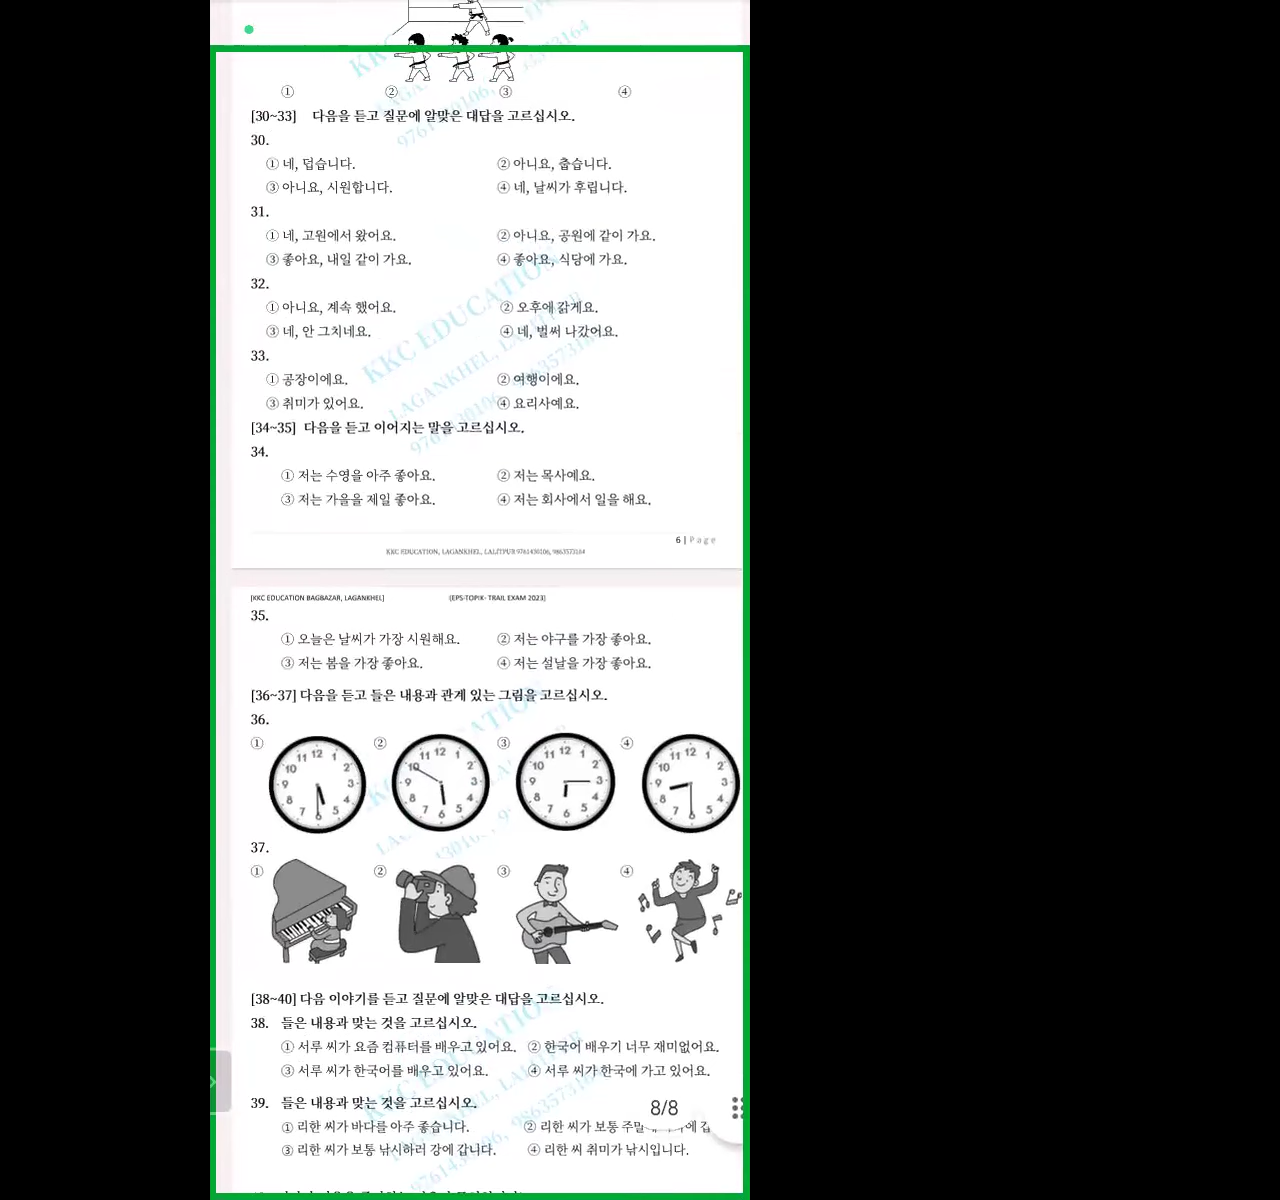 ① ② ③ ④
[30~33] 다음을 듣고 질문에 알맞은 대답을 고르십시오.
30.
① 네, 덥습니다. ② 아니요, 춥습니다.
③ 아니요, 시원합니다. ④ 네, 날씨가 후립니다.
31.
① 네, 고원에서 왔어요. ② 아니요, 공원에 같이 가요.
③ 좋아요, 내일 같이 가요. ④ 좋아요, 식당에 가요.
32.
① 아니요, 계속 했어요. ② 오후에 갉게요.
③ 네, 안 그치네요. ④ 네, 벌써 나갔어요.
33.
① 공장이에요. ② 여행이에요.
③ 취미가 있어요. ④ 요리사예요.
[34~35] 다음을 듣고 이어지는 말을 고르십시오.
34.
① 저는 수영을 아주 좋아요. ② 저는 목사예요.
③ 저는 가을을 제일 좋아요. ④ 저는 회사에서 일을 해요.
6 | Page
KKC EDUCATION, LAGANKHEL, LALITPUR 9761430106, 9863573164
[KKC EDUCATION BAGBAZAR, LAGANKHEL] (EPS-TOPIK- TRAIL EXAM 2023)
35.
① 오늘은 날씨가 가장 시원해요. ② 저는 야구를 가장 좋아요.
③ 저는 봄을 가장 좋아요. ④ 저는 설날을 가장 좋아요.
[36~37] 다음을 듣고 들은 내용과 관계 있는 그림을 고르십시오.
36.
① ② ③ ④
37.
① ② ③ ④
[38~40] 다음 이야기를 듣고 질문에 알맞은 대답을 고르십시오.
38. 들은 내용과 맞는 것을 고르십시오.
① 서루 씨가 요즘 컴퓨터를 배우고 있어요. ② 한국어 배우기 너무 재미없어요.
③ 서루 씨가 한국어를 배우고 있어요. ④ 서루 씨가 한국에 가고 있어요.
39. 들은 내용과 맞는 것을 고르십시오.
8/8
① 리한 씨가 바다를 아주 좋습니다. ② 리한 씨가 보통
③ 리한 씨가 보통 낚시하러 강에 갑니다. ④ 리한 씨 취미가 낚시입니다.